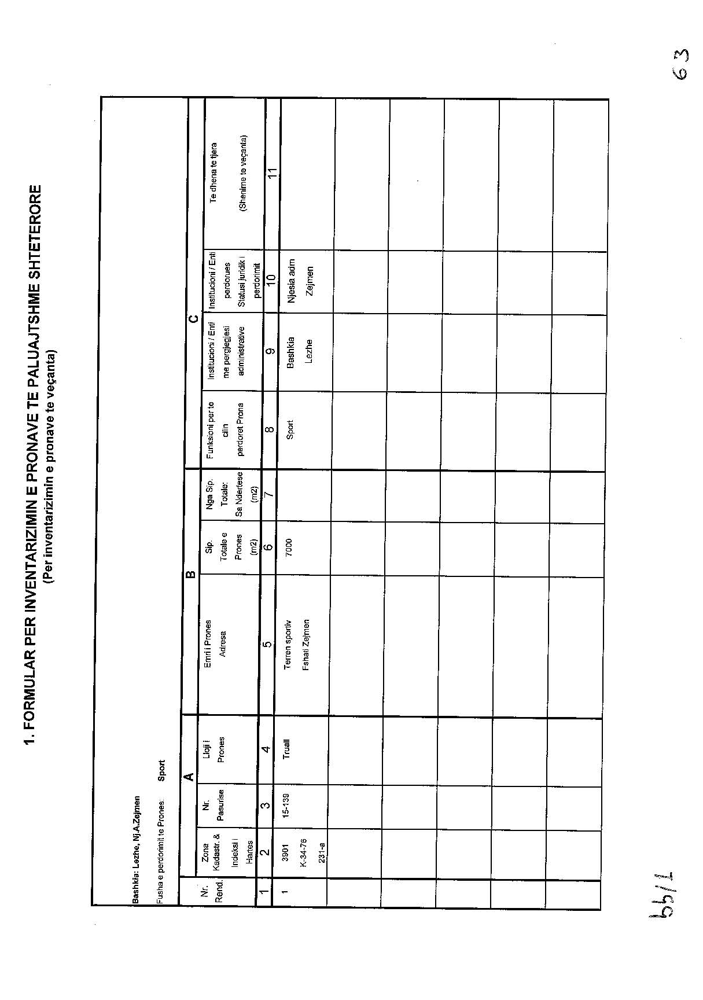 1. FORMULAR PER INVENTARIZIMIN E PRONAVE TE PALUAJTSHME SHTETERORE
(Per inventarizimin e pronave te veçanta)
Bashkia: Lezhe, Nj.A.Zejmen
Fusha e perdorimit te Prones: Sport
A B C
Nr. Rend.
Zona Kadastr. & Indeksi i Hartes
Nr. Pasurise
Lloji i Prones
Emri i Prones Adresa
Sip. Totale e Prones (m2)
Nga Sip. Totale: Sa Ndertese (m2)
Funksioni per te cilin perdoret Prona
Institucioni / Enti me pergjegjesi administrative
Institucioni / Enti perdorues Statusi juridik i perdorimit
Te dhena te tjera (Shenime te veçanta)
1 2 3 4 5 6 7 8 9 10 11
1 3901 15-139 Truall Terren sportiv 7000 Sport Bashkia Njesia adm
K-34-76 Fshati Zejmen Lezhe Zejmen
231-a
63